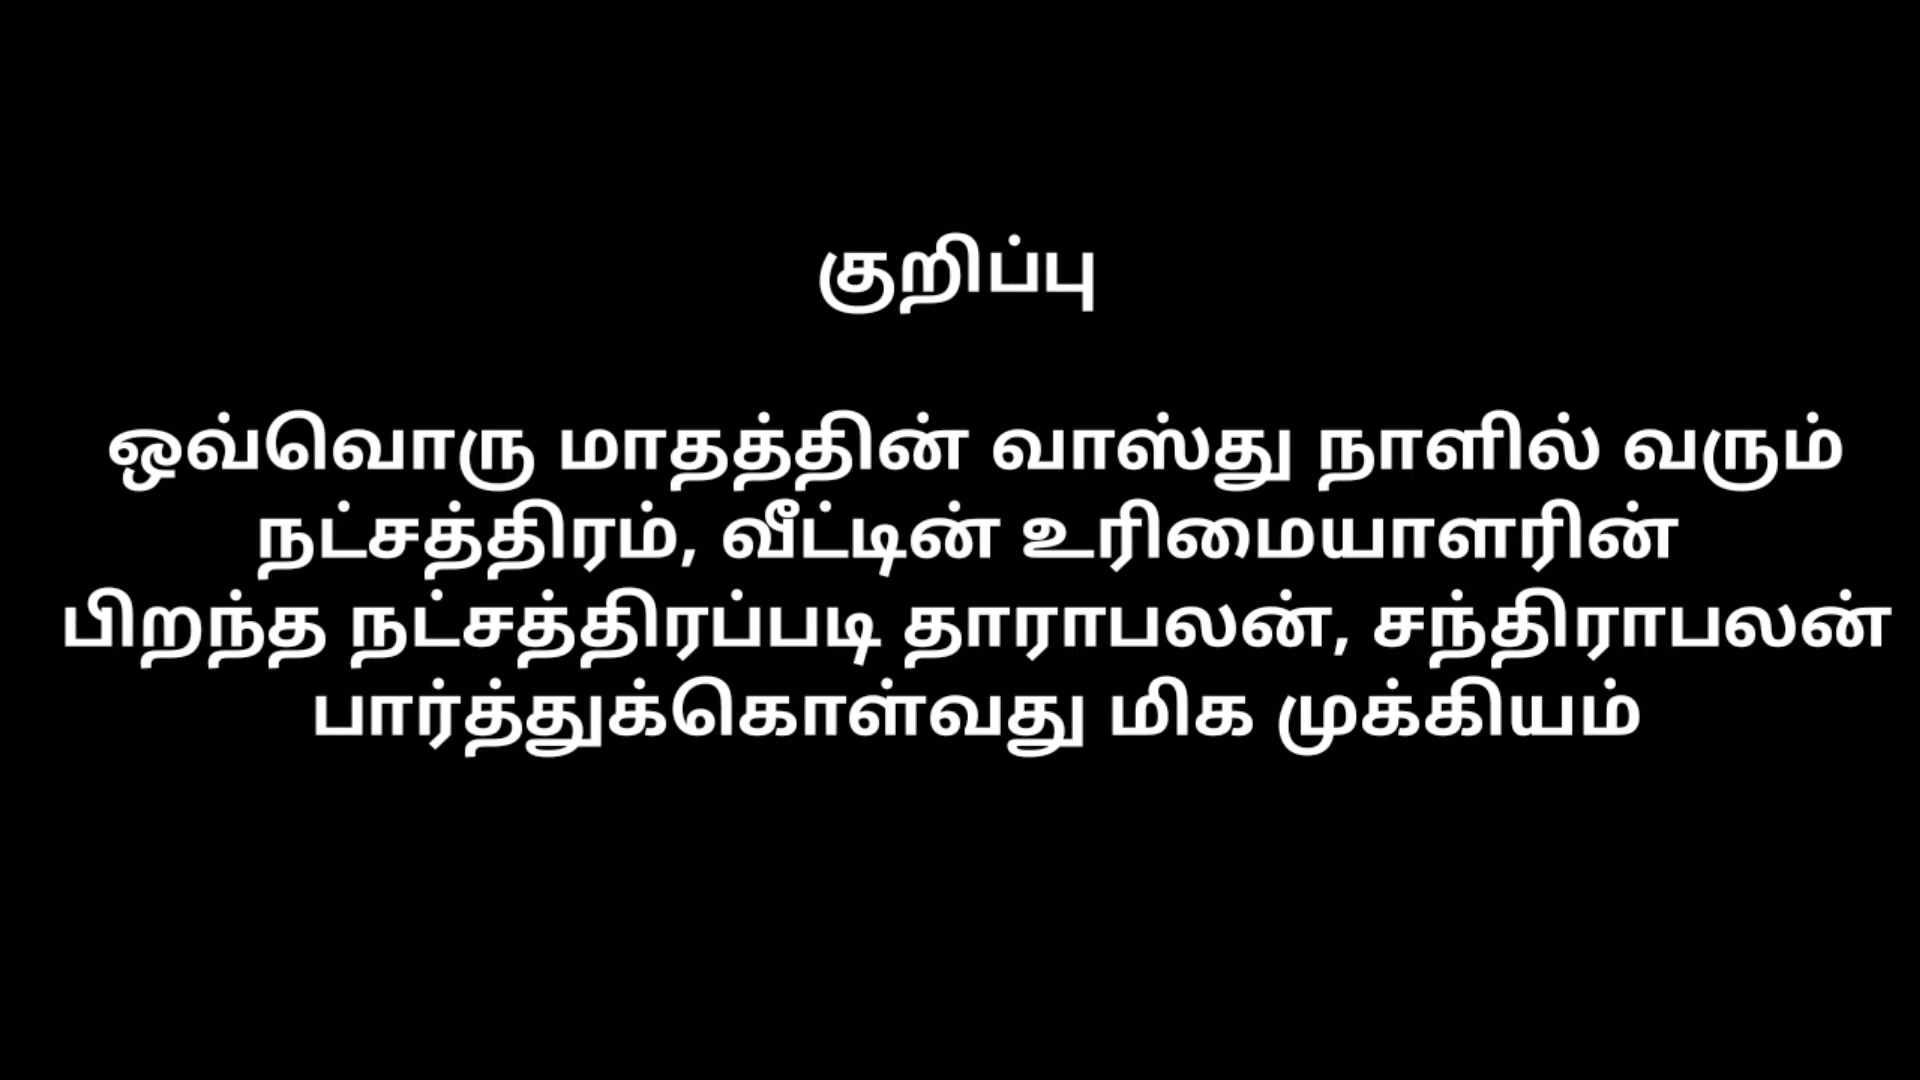 குறிப்பு
ஒவ்வொரு மாதத்தின் வாஸ்து நாளில் வரும்
நட்சத்திரம், வீட்டின் உரிமையாளரின்
பிறந்த நட்சத்திரப்படி தாராபலன், சந்திராபலன்
பார்த்துக்கொள்வது மிக முக்கியம்